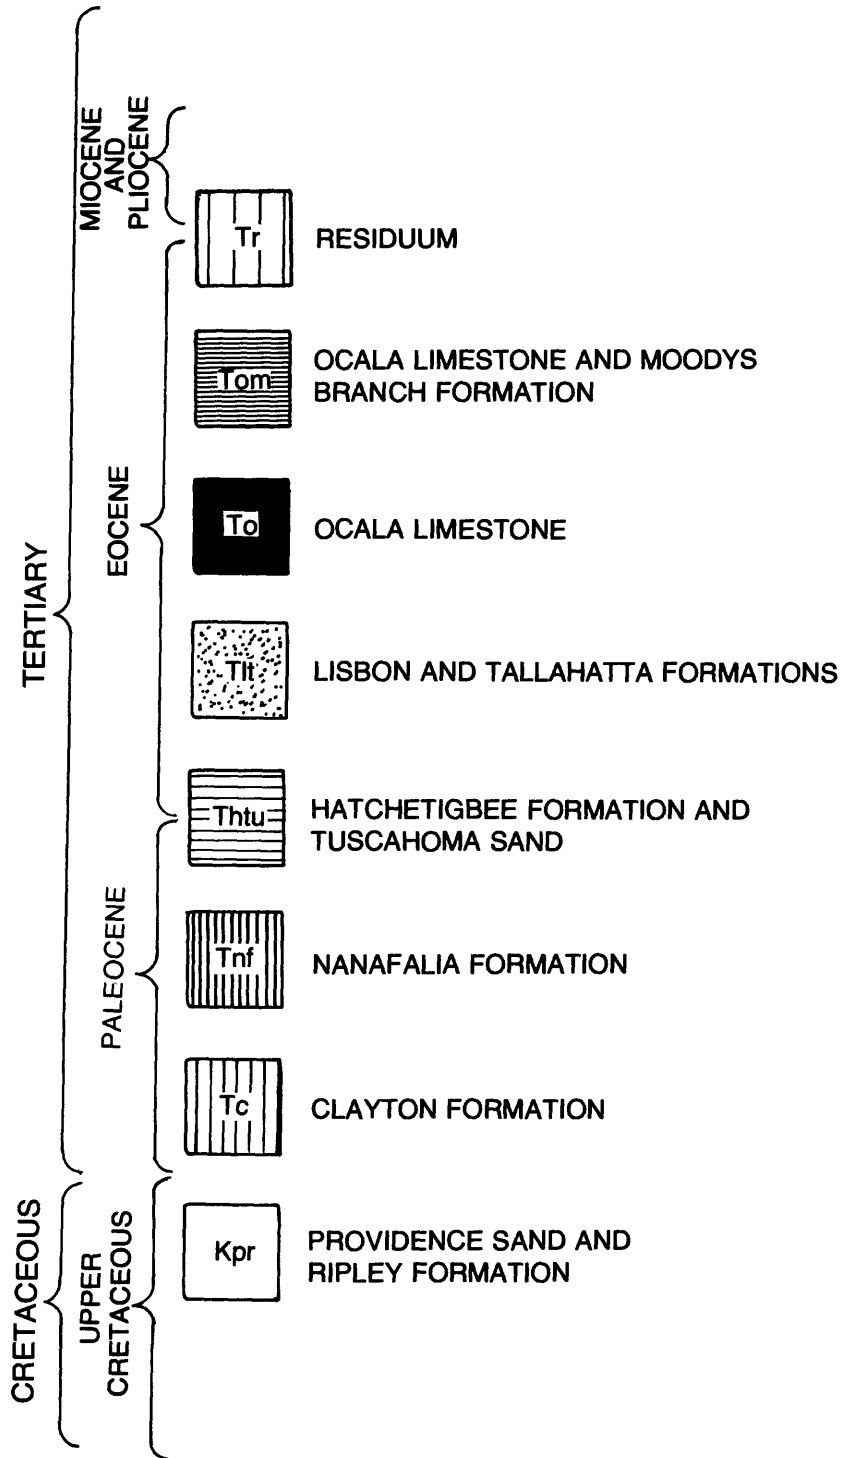 TERTIARY
MIOCENE
AND
PLIOCENE
Tr RESIDUUM
EOCENE
Tom OCALA LIMESTONE AND MOODYS
BRANCH FORMATION
To OCALA LIMESTONE
Tlt LISBON AND TALLAHATTA FORMATIONS
Thtu HATCHETIGBEE FORMATION AND
TUSCAHOMA SAND
PALEOCENE
Tnf NANAFALIA FORMATION
Tc CLAYTON FORMATION
CRETACEOUS
UPPER
CRETACEOUS
Kpr PROVIDENCE SAND AND
RIPLEY FORMATION